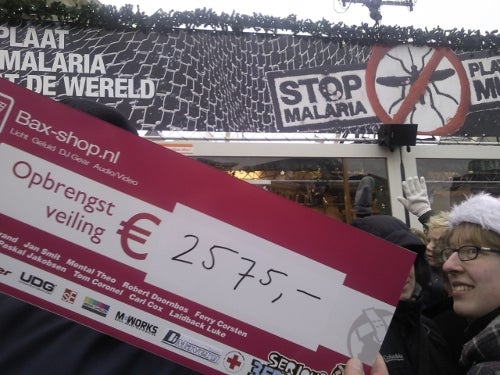 PLAAT
MALARIA
T DE WERELD
STOP
MALARIA
Bax-shop.nl
Licht Geluid DJ Gear Audio/Video
Opbrengst
veiling € 2575,-
Jan Smit Mental Theo Robert Doornbos Ferry Corsten
Paskal Jakobsen Tom Coronel Carl Cox Laidback Luke
UDG
M-WORKS